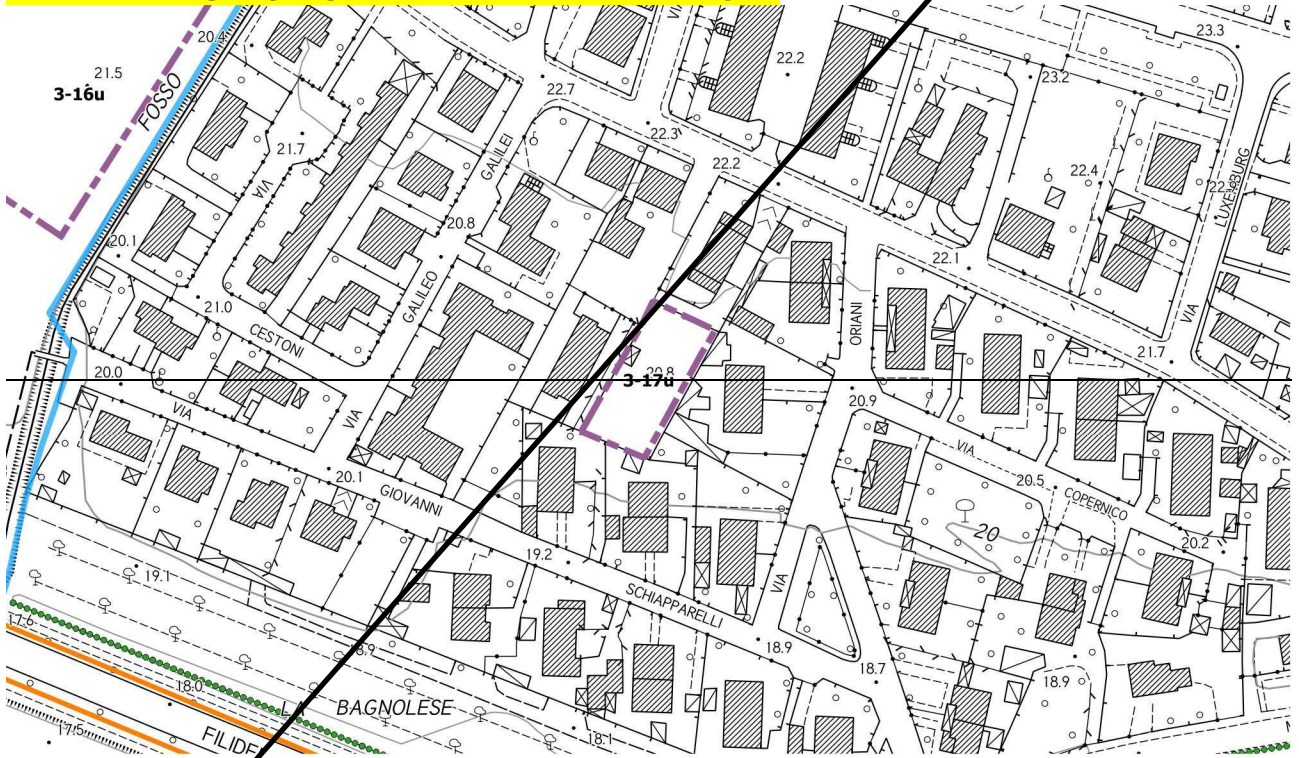 20.4
23.3
21.5
22.2
23.2
3-16u
FOSSO
22.7
22.3
21.7
VIA
GALILEI
22.2
22.4
LUXEMBURG
20.8
20.1
22.1
21.0
GALILEO
ORIANI
VIA
CESTONI
21.7
20.0
3-17u
20.8
20.9
VIA
VIA
VIA
20.1
20.5
COPERNICO
GIOVANNI
20
20.2
19.2
19.1
SCHIAPPARELLI
VIA
17.6
18.9
18.9
18.7
18.0
18.9
LA BAGNOLESE
17.5
FILIDE
18.1